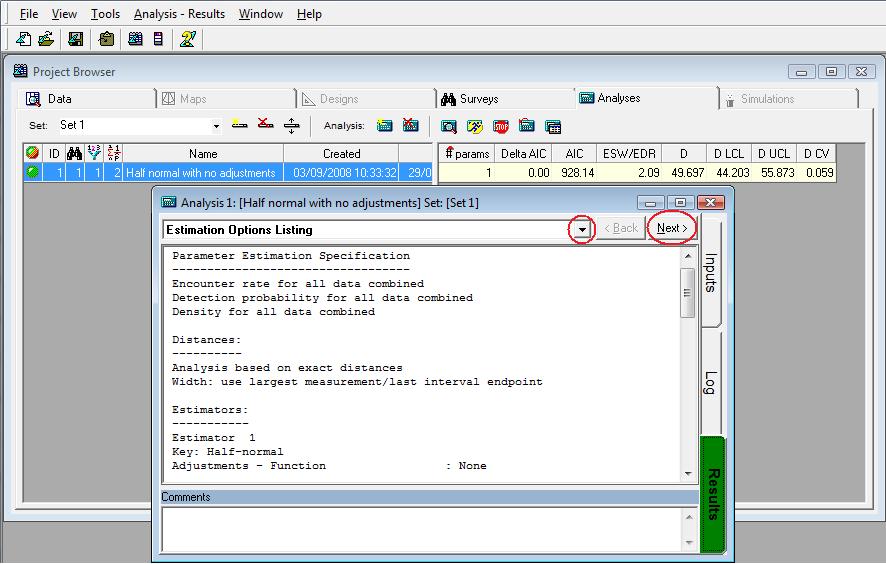 File View Tools Analysis - Results Window Help
Project Browser
Data Maps Designs Surveys Analyses Simulations
Set: Set 1 Analysis: STOP
ID Name Created # params Delta AIC AIC ESW/EDR D D LCL D UCL D CV
1 1 1 2 Half normal with no adjustments 03/09/2008 10:33:32 29/0 1 0.00 928.14 2.09 49.697 44.203 55.873 0.059
Analysis 1: [Half normal with no adjustments] Set: [Set 1]
Estimation Options Listing < Back Next >
Parameter Estimation Specification
----------------------------------
Encounter rate for all data combined
Detection probability for all data combined
Density for all data combined
Distances:
----------
Analysis based on exact distances
Width: use largest measurement/last interval endpoint
Estimators:
-----------
Estimator 1
Key: Half-normal
Adjustments - Function : None
Comments
Inputs
Log
Results